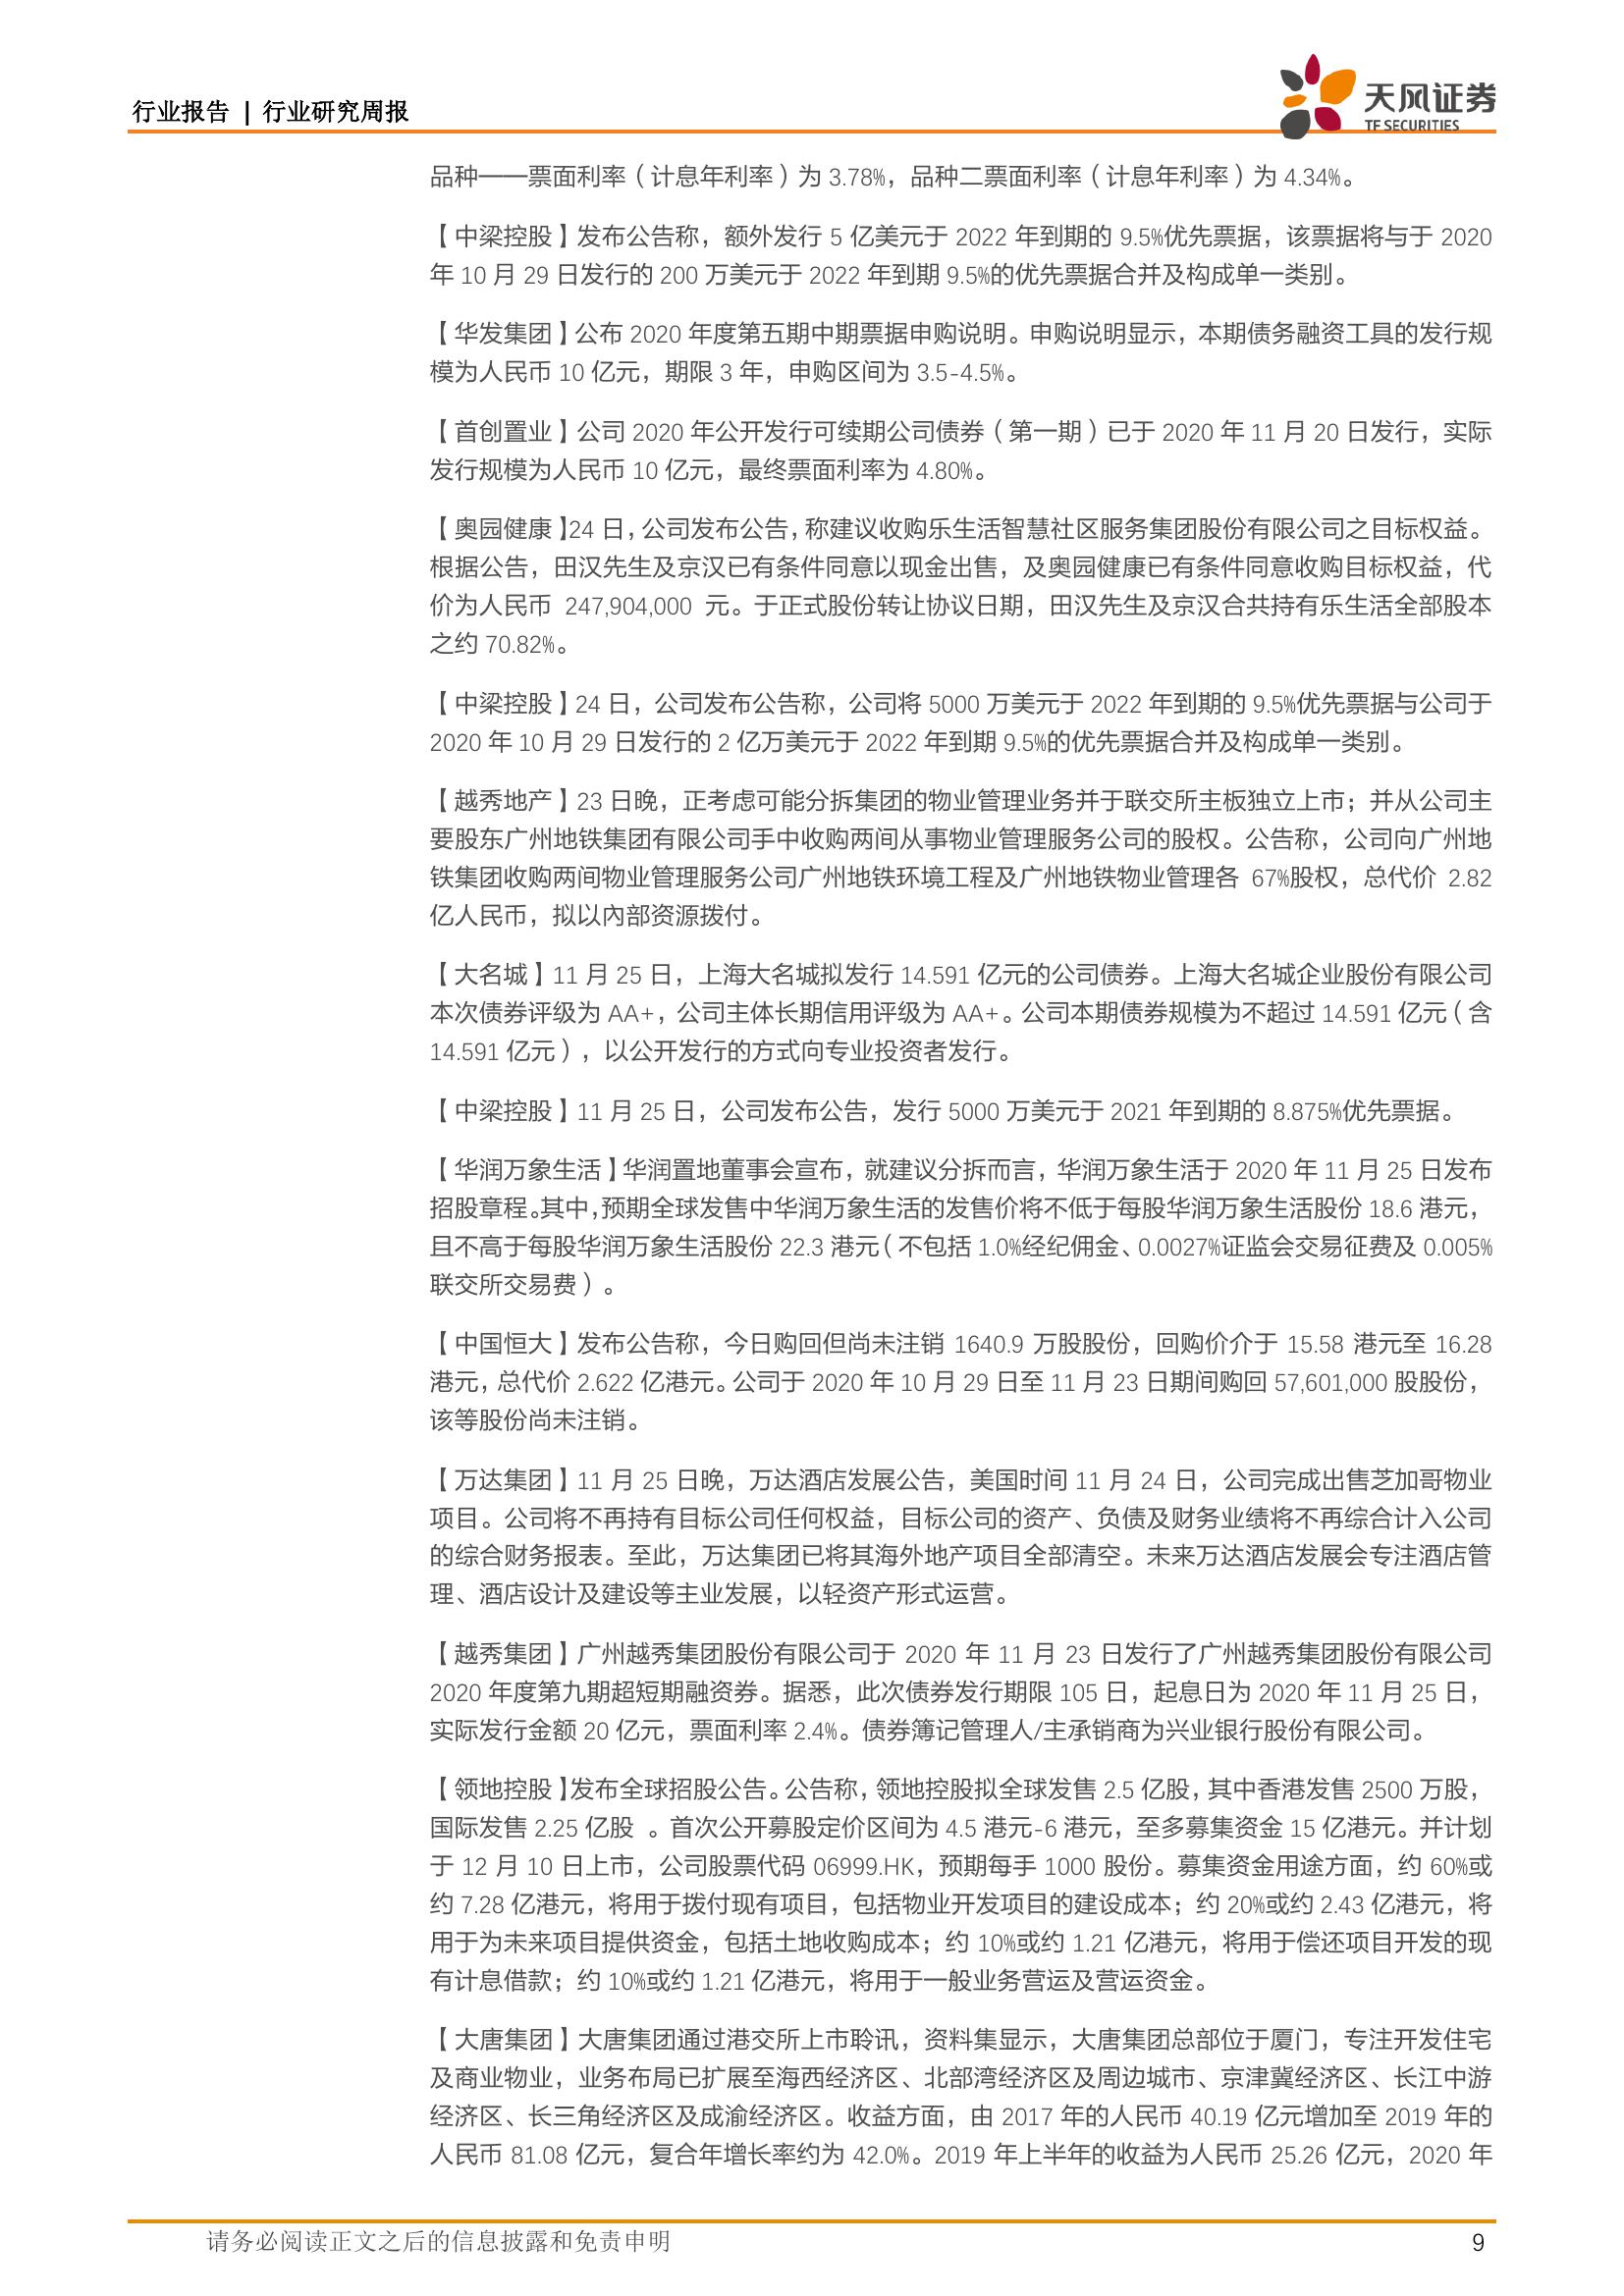 行业报告 | 行业研究周报
天风证券
TF SECURITIES
品种一一票面利率（计息年利率）为 3.78%，品种二票面利率（计息年利率）为 4.34%。
【中梁控股】发布公告称，额外发行 5 亿美元于 2022 年到期的 9.5%优先票据，该票据将与于 2020
年 10 月 29 日发行的 200 万美元于 2022 年到期 9.5%的优先票据合并及构成单一类别。
【华发集团】公布 2020 年度第五期中期票据申购说明。申购说明显示，本期债务融资工具的发行规
模为人民币 10 亿元，期限 3 年，申购区间为 3.5-4.5%。
【首创置业】公司 2020 年公开发行可续期公司债券（第一期）已于 2020 年 11 月 20 日发行，实际
发行规模为人民币 10 亿元，最终票面利率为 4.80%。
【奥园健康】24 日，公司发布公告，称建议收购乐生活智慧社区服务集团股份有限公司之目标权益。
根据公告，田汉先生及京汉已有条件同意以现金出售，及奥园健康已有条件同意收购目标权益，代
价为人民币 247,904,000 元。于正式股份转让协议日期，田汉先生及京汉合共持有乐生活全部股本
之约 70.82%。
【中梁控股】24 日，公司发布公告称，公司将 5000 万美元于 2022 年到期的 9.5%优先票据与公司于
2020 年 10 月 29 日发行的 2 亿万美元于 2022 年到期 9.5%的优先票据合并及构成单一类别。
【越秀地产】23 日晚，正考虑可能分拆集团的物业管理业务并于联交所主板独立上市；并从公司主
要股东广州地铁集团有限公司手中收购两间从事物业管理服务公司的股权。公告称，公司向广州地
铁集团收购两间物业管理服务公司广州地铁环境工程及广州地铁物业管理各 67%股权，总代价 2.82
亿人民币，拟以内部资源拨付。
【大名城】11 月 25 日，上海大名城拟发行 14.591 亿元的公司债券。上海大名城企业股份有限公司
本次债券评级为 AA+，公司主体长期信用评级为 AA+。公司本期债券规模为不超过 14.591 亿元（含
14.591 亿元），以公开发行的方式向专业投资者发行。
【中梁控股】11 月 25 日，公司发布公告，发行 5000 万美元于 2021 年到期的 8.875%优先票据。
【华润万象生活】华润置地董事会宣布，就建议分拆而言，华润万象生活于 2020 年 11 月 25 日发布
招股章程。其中，预期全球发售中华润万象生活的发售价将不低于每股华润万象生活股份 18.6 港元，
且不高于每股华润万象生活股份 22.3 港元（不包括 1.0%经纪佣金、0.0027%证监会交易征费及 0.005%
联交所交易费）。
【中国恒大】发布公告称，今日购回但尚未注销 1640.9 万股股份，回购价介于 15.58 港元至 16.28
港元，总代价 2.622 亿港元。公司于 2020 年 10 月 29 日至 11 月 23 日期间购回 57,601,000 股股份，
该等股份尚未注销。
【万达集团】11 月 25 日晚，万达酒店发展公告，美国时间 11 月 24 日，公司完成出售芝加哥物业
项目。公司将不再持有目标公司任何权益，目标公司的资产、负债及财务业绩将不再综合计入公司
的综合财务报表。至此，万达集团已将其海外地产项目全部清空。未来万达酒店发展会专注酒店管
理、酒店设计及建设等主业发展，以轻资产形式运营。
【越秀集团】广州越秀集团股份有限公司于 2020 年 11 月 23 日发行了广州越秀集团股份有限公司
2020 年度第九期超短期融资券。据悉，此次债券发行期限 105 日，起息日为 2020 年 11 月 25 日，
实际发行金额 20 亿元，票面利率 2.4%。债券簿记管理人/主承销商为兴业银行股份有限公司。
【领地控股】发布全球招股公告。公告称，领地控股拟全球发售 2.5 亿股，其中香港发售 2500 万股，
国际发售 2.25 亿股 。首次公开募股定价区间为 4.5 港元-6 港元，至多募集资金 15 亿港元。并计划
于 12 月 10 日上市，公司股票代码 06999.HK，预期每手 1000 股份。募集资金用途方面，约 60%或
约 7.28 亿港元，将用于拨付现有项目，包括物业开发项目的建设成本；约 20%或约 2.43 亿港元，将
用于为未来项目提供资金，包括土地收购成本；约 10%或约 1.21 亿港元，将用于偿还项目开发的现
有计息借款；约 10%或约 1.21 亿港元，将用于一般业务营运及营运资金。
【大唐集团】大唐集团通过港交所上市聆讯，资料集显示，大唐集团总部位于厦门，专注开发住宅
及商业物业，业务布局已扩展至海西经济区、北部湾经济区及周边城市、京津冀经济区、长江中游
经济区、长三角经济区及成渝经济区。收益方面，由 2017 年的人民币 40.19 亿元增加至 2019 年的
人民币 81.08 亿元，复合年增长率约为 42.0%。2019 年上半年的收益为人民币 25.26 亿元，2020 年
请务必阅读正文之后的信息披露和免责申明
9